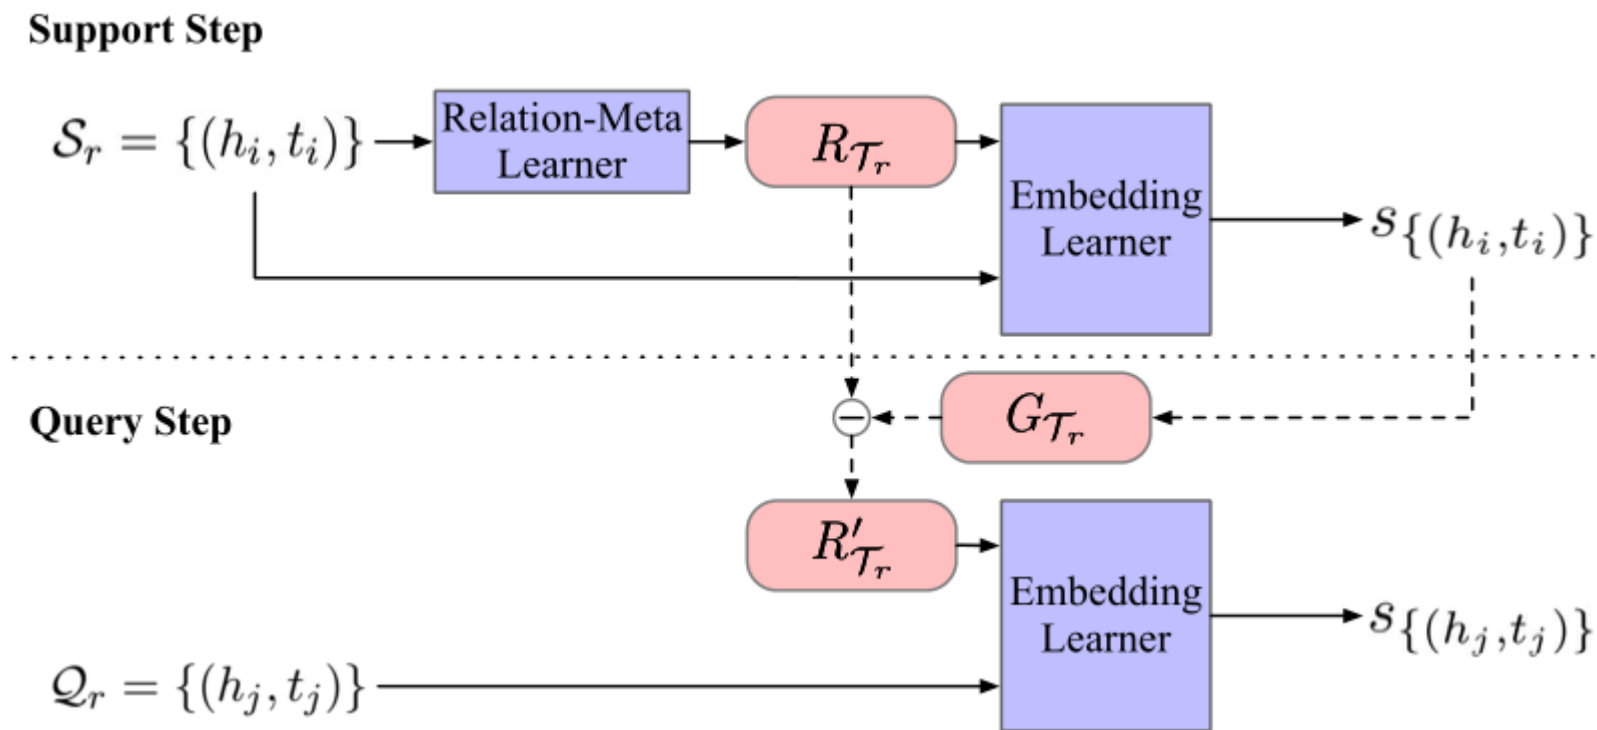 Support Step
𝒮_r = {(h_i, t_i)}
Relation-Meta
Learner
R_{𝒯_r}
Embedding
Learner
s_{{(h_i,t_i)}}
Query Step
−
G_{𝒯_r}
R′_{𝒯_r}
Embedding
Learner
s_{{(h_j,t_j)}}
𝒬_r = {(h_j, t_j)}